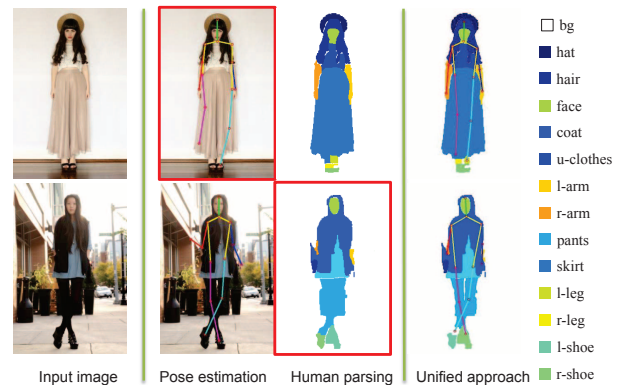 bg
hat
hair
face
coat
u-clothes
l-arm
r-arm
pants
skirt
l-leg
r-leg
l-shoe
r-shoe
Input image
Pose estimation
Human parsing
Unified approach